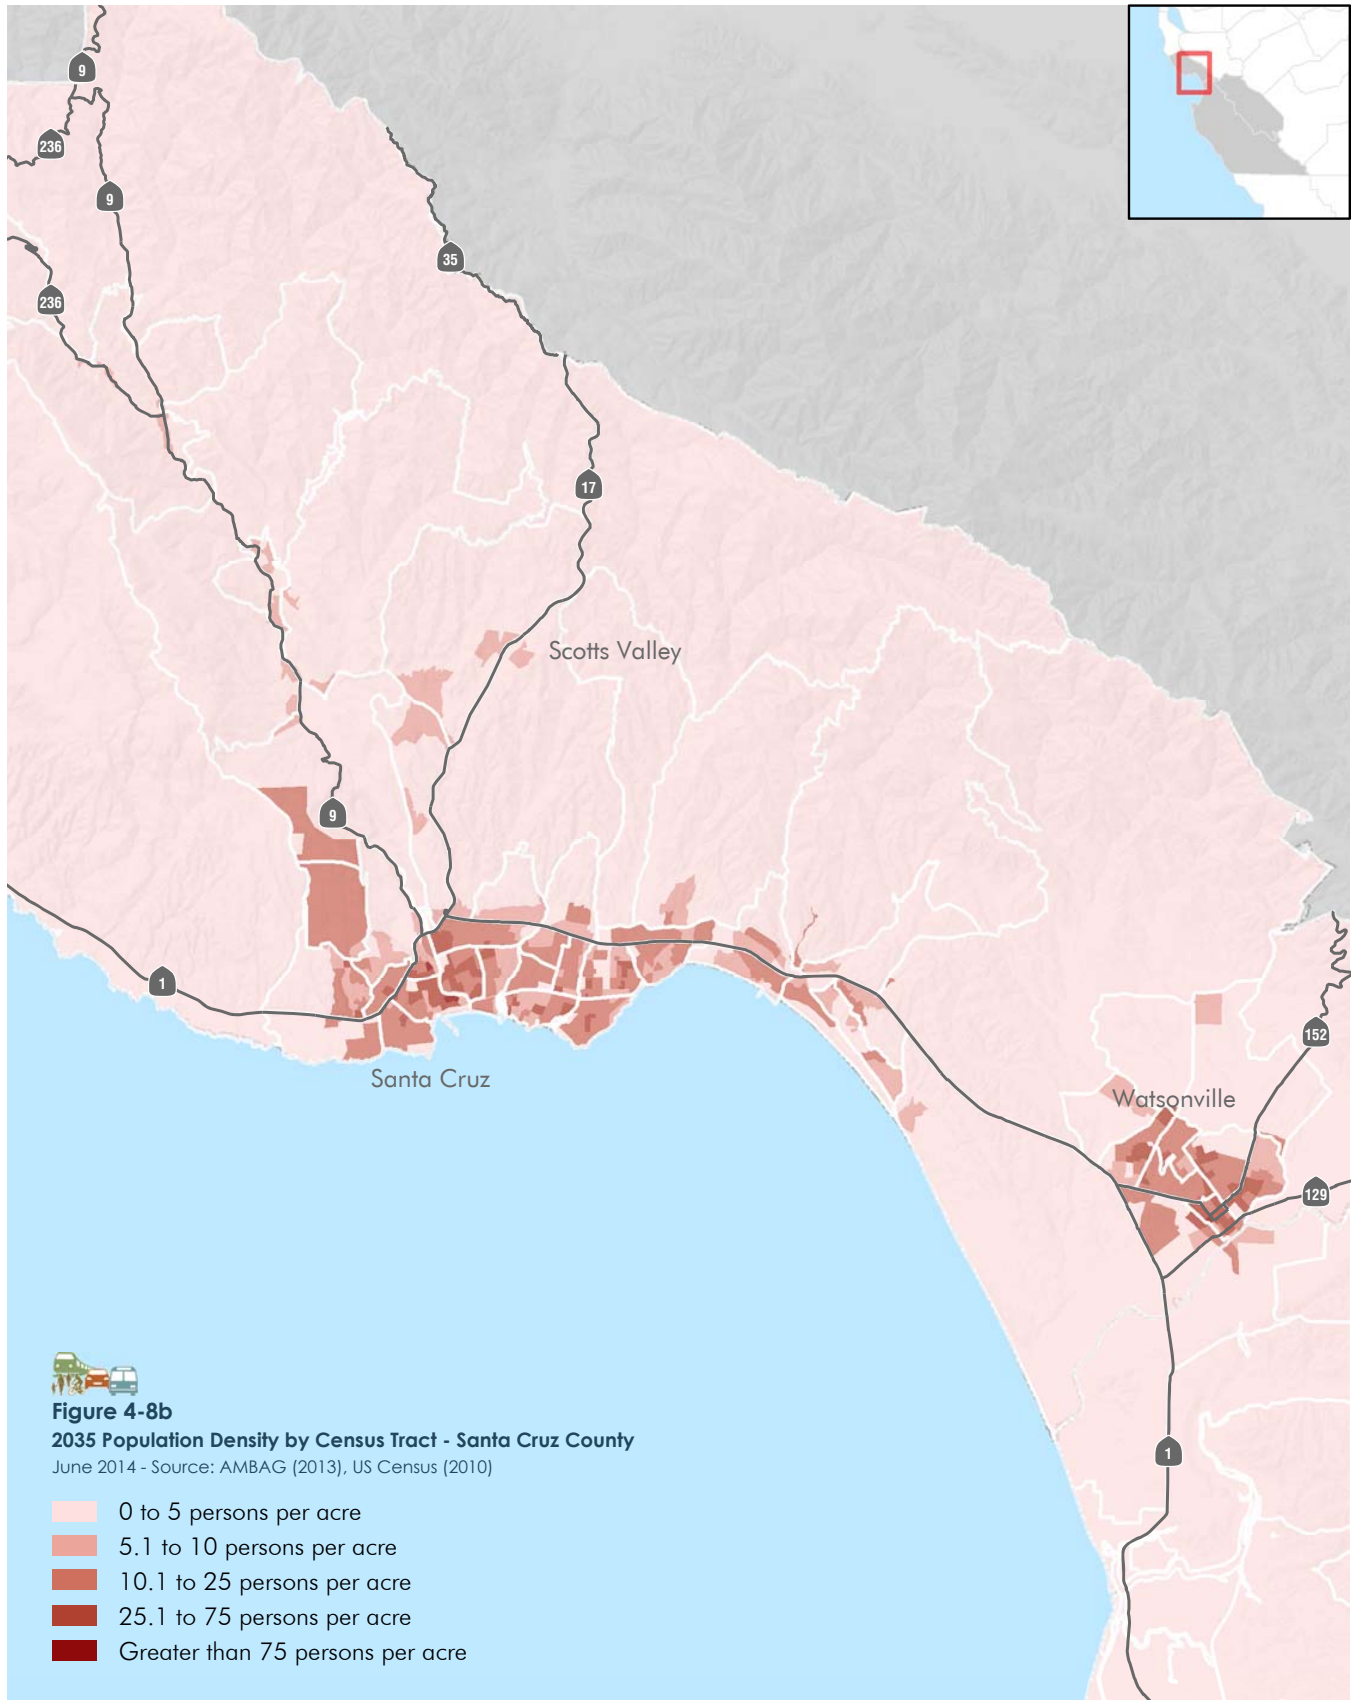 9
236
9
35
236
17
Scotts Valley
9
1
152
Santa Cruz
Watsonville
129
Figure 4-8b
2035 Population Density by Census Tract - Santa Cruz County
June 2014 - Source: AMBAG (2013), US Census (2010)
1
0 to 5 persons per acre
5.1 to 10 persons per acre
10.1 to 25 persons per acre
25.1 to 75 persons per acre
Greater than 75 persons per acre